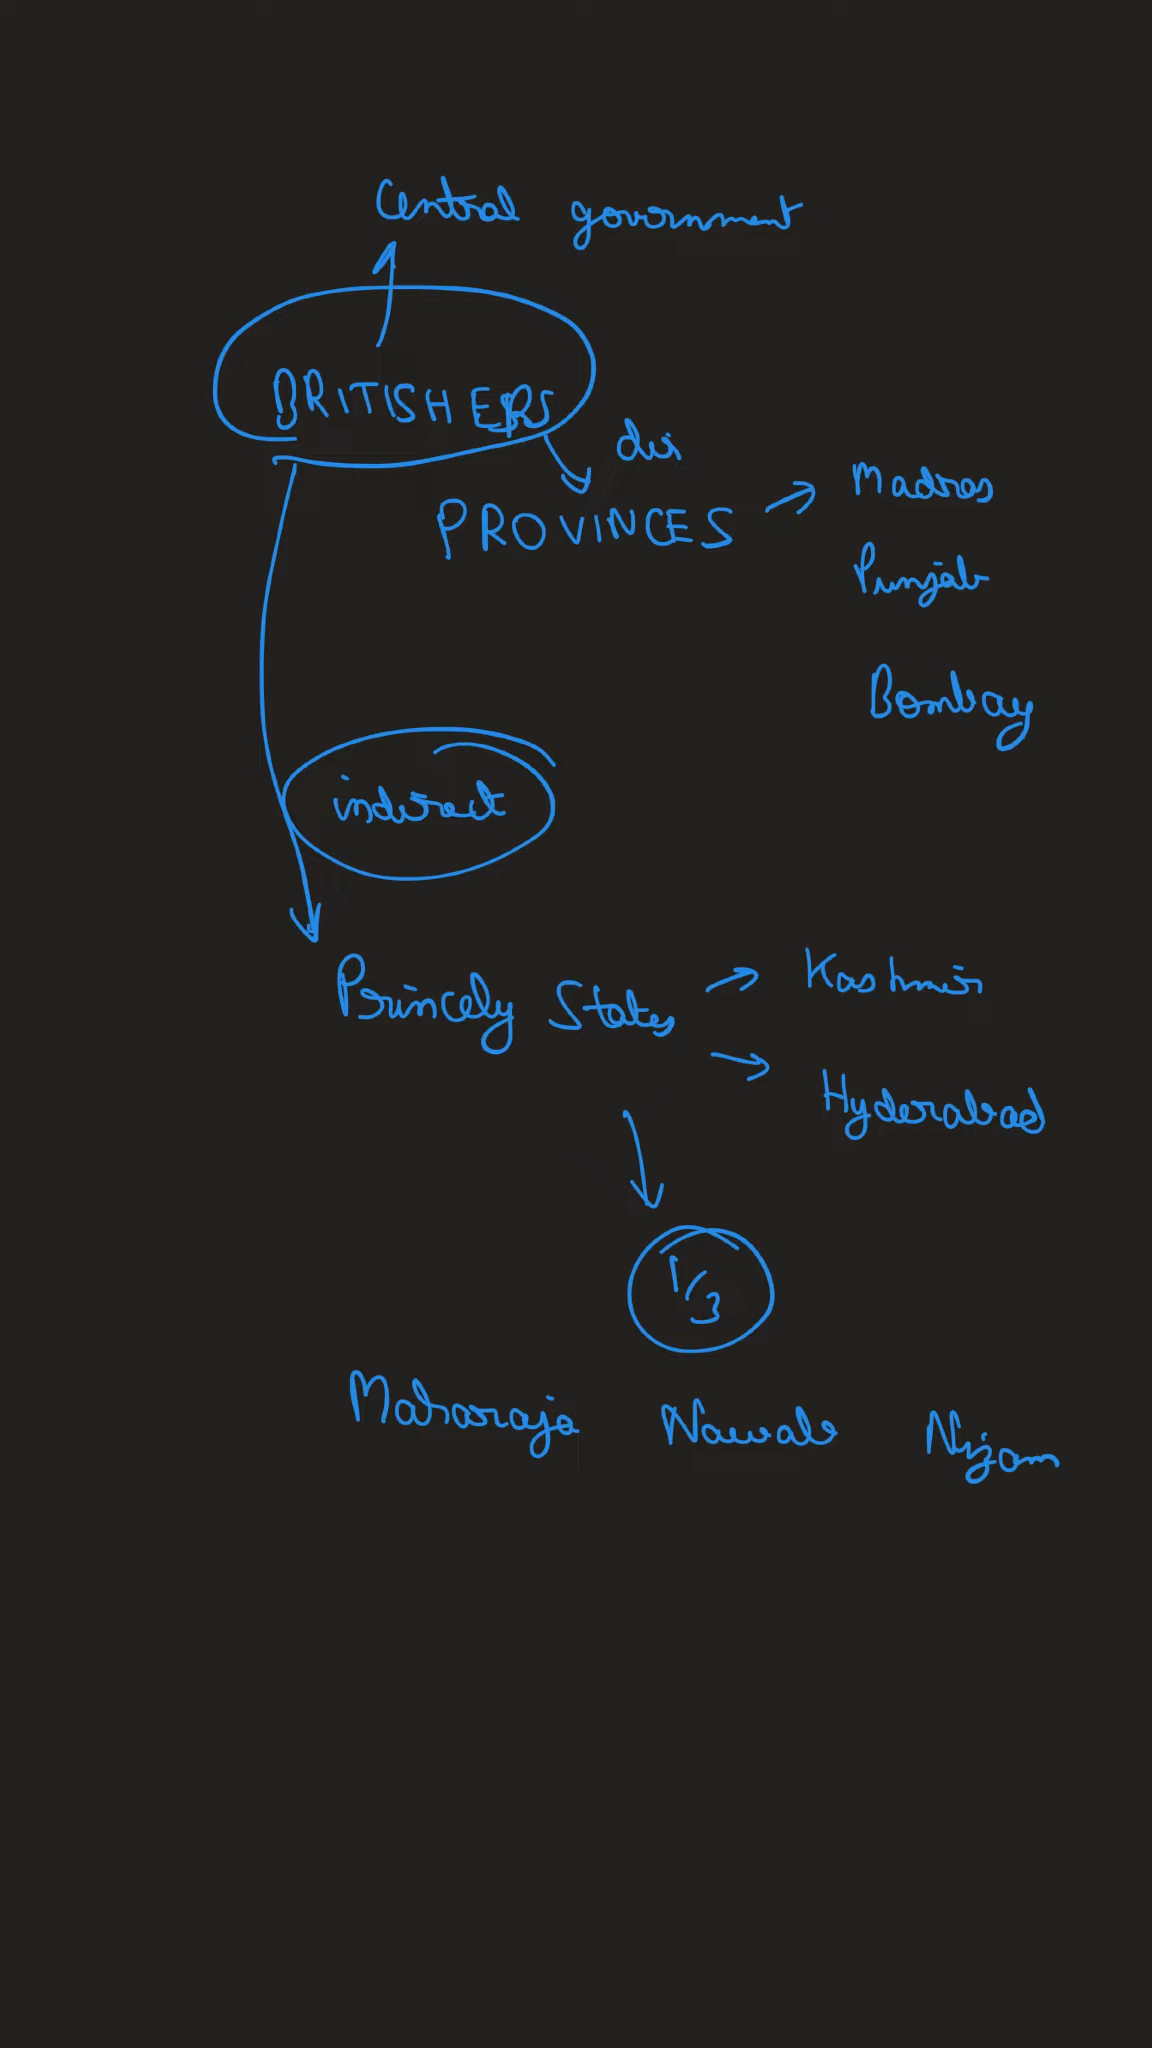 Central government
BRITISHERS
dir
PROVINCES → Madras
Punjab
Bombay
indirect
Princely States → Kashmir
→ Hyderabad
1/3
Maharaja Nawab Nizam